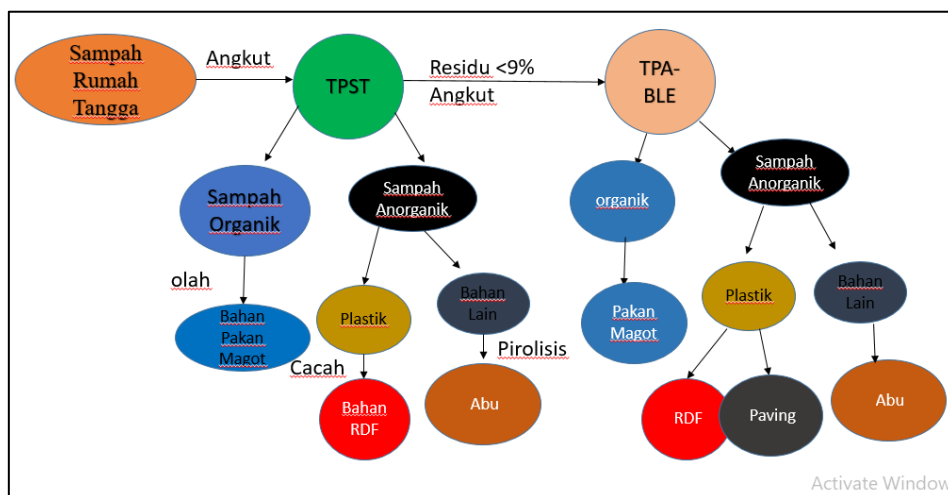 Sampah
Rumah
Tangga
Angkut
TPST
Residu <9%
Angkut
TPA-
BLE
Sampah
Organik
Sampah
Anorganik
organik
Sampah
Anorganik
olah
Bahan
Pakan
Magot
Plastik
Bahan
Lain
Cacah
Pirolisis
Bahan
RDF
Abu
Pakan
Magot
Plastik
Bahan
Lain
RDF
Paving
Abu
Activate Window